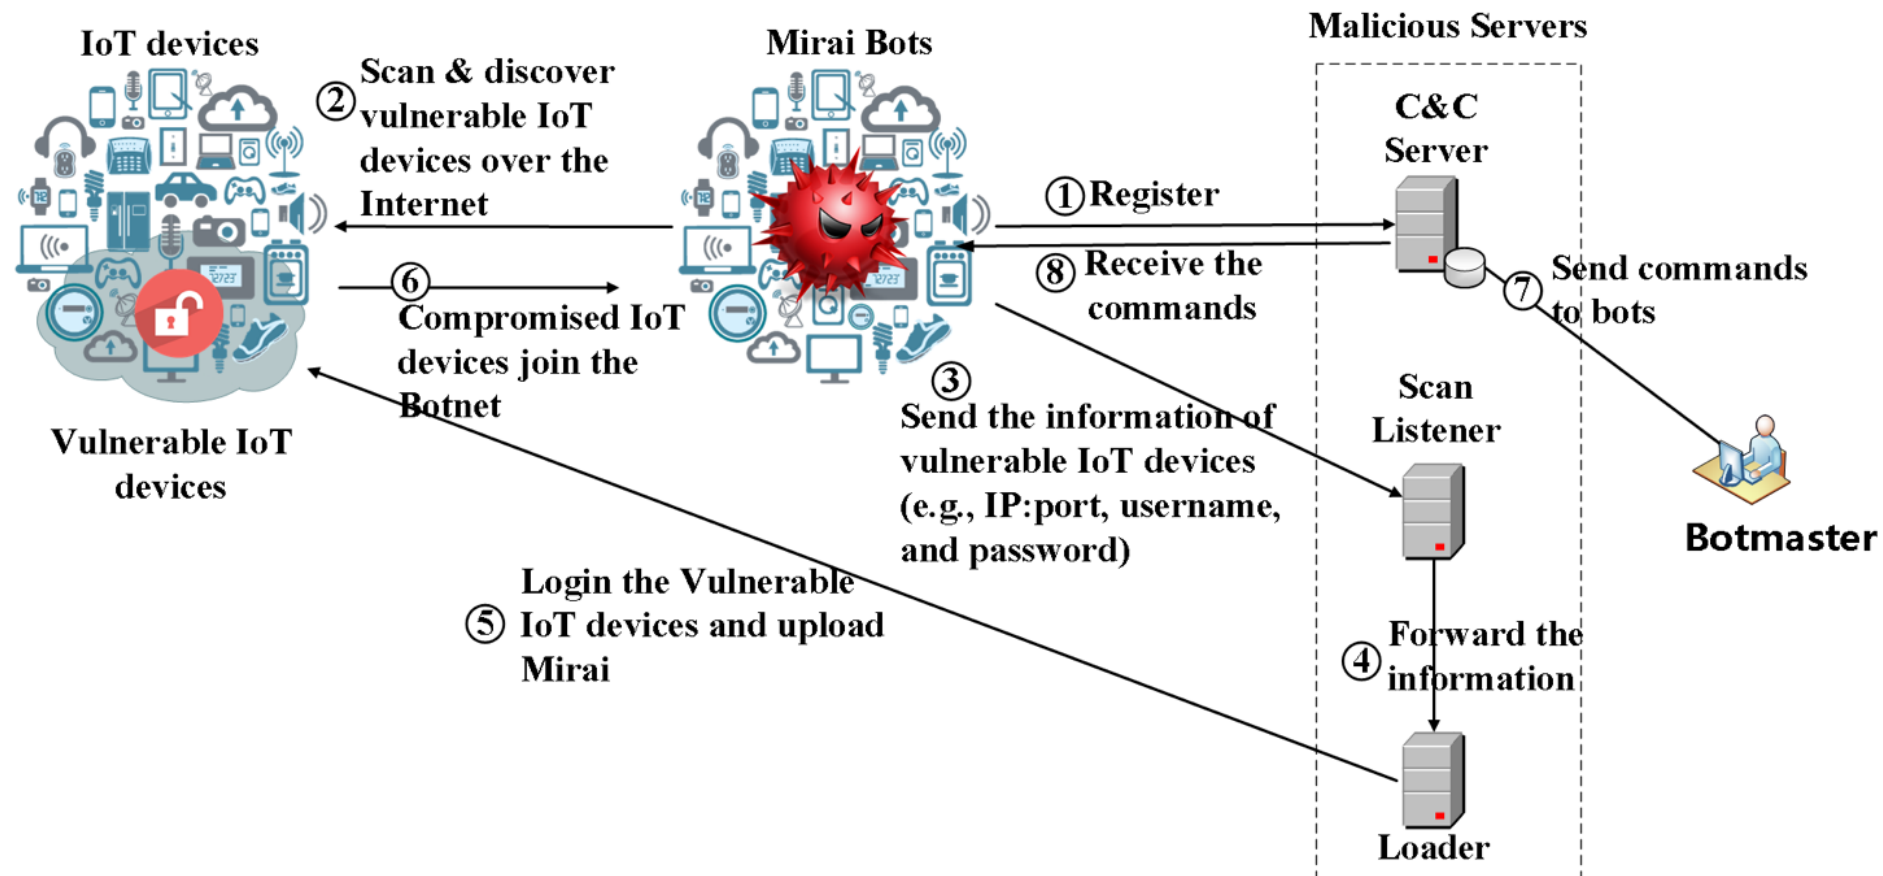 IoT devices
Mirai Bots
Malicious Servers
②
Scan & discover
vulnerable IoT
devices over the
Internet
C&C
Server
① Register
⑧ Receive the
commands
⑦ Send commands
to bots
⑥
Compromised IoT
devices join the
Botnet
③
Send the information of
vulnerable IoT devices
(e.g., IP:port, username,
and password)
Scan
Listener
Vulnerable IoT
devices
Botmaster
⑤
Login the Vulnerable
IoT devices and upload
Mirai
④
Forward the
information
Loader